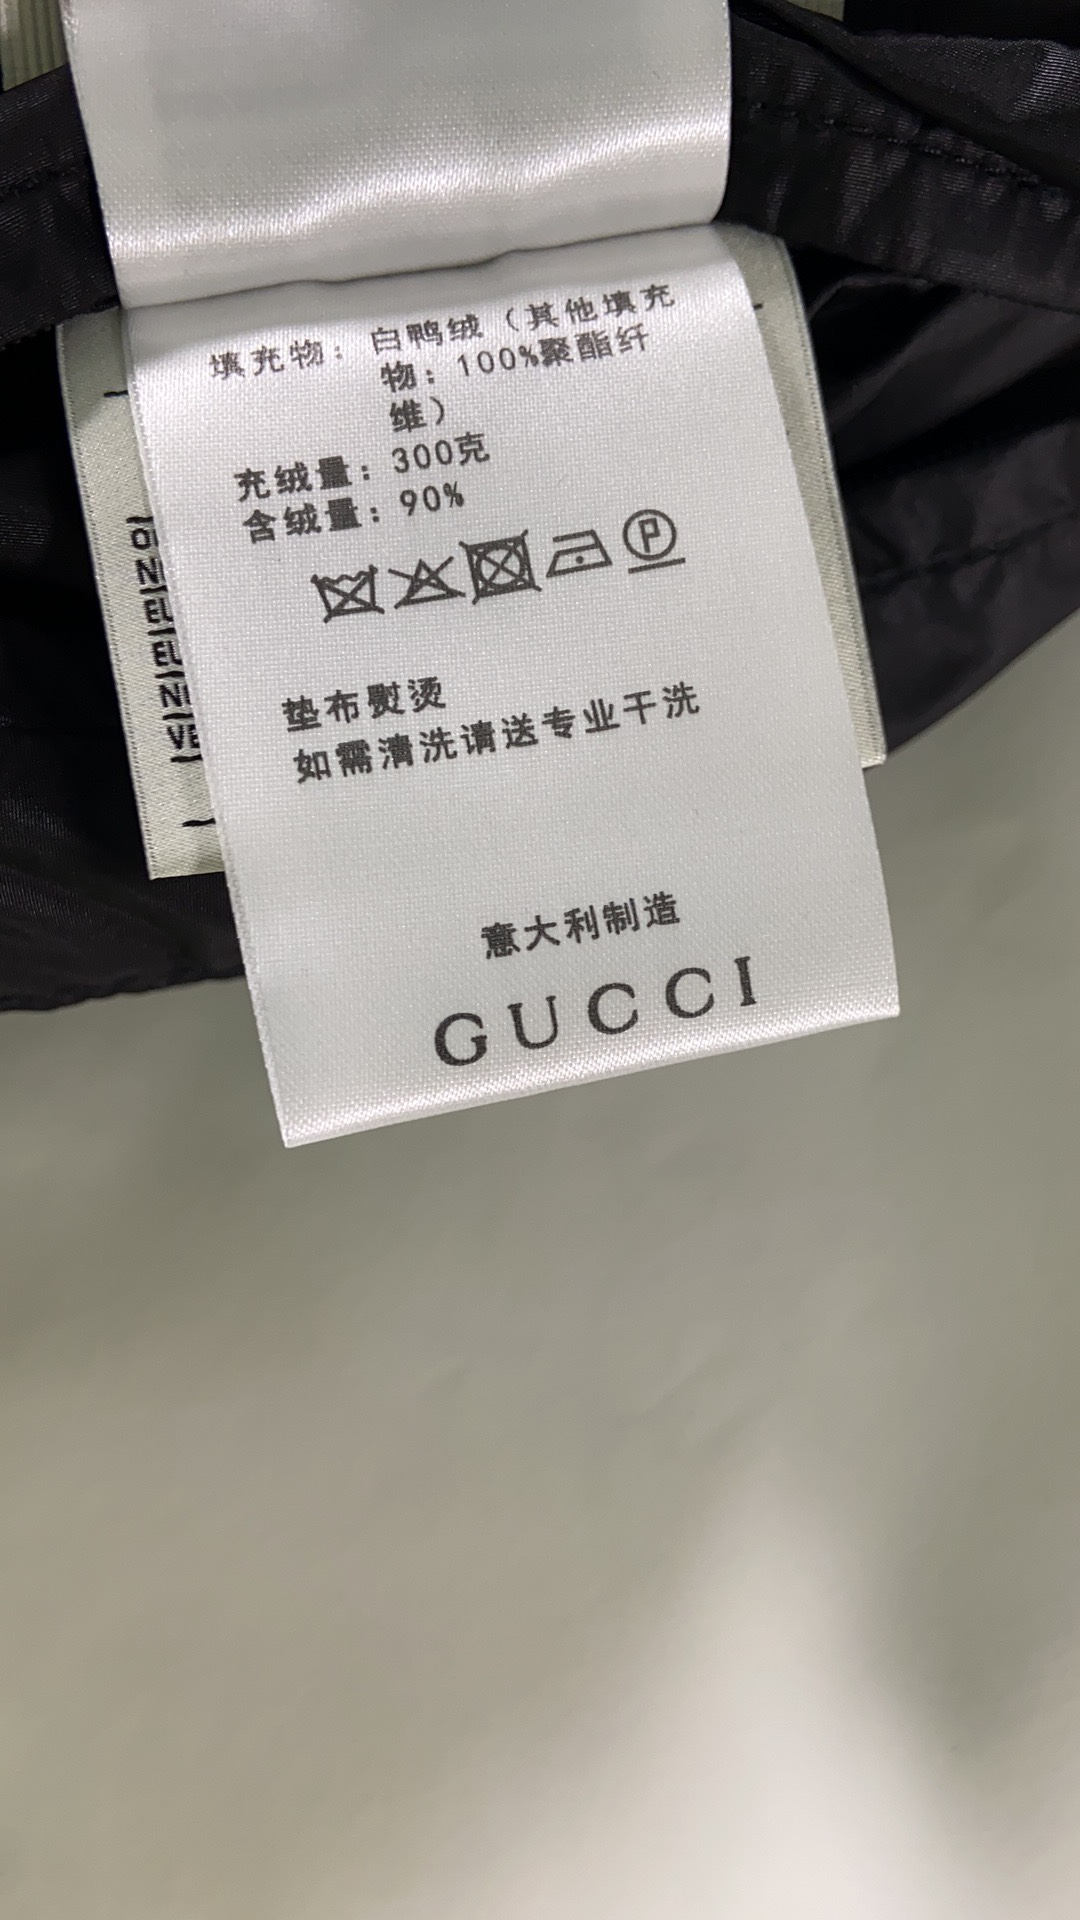 填充物：白鸭绒（其他填充
物：100%聚酯纤
维）
充绒量：300克
含绒量：90%
P
垫布熨烫
如需清洗请送专业干洗
意大利制造
GUCCI